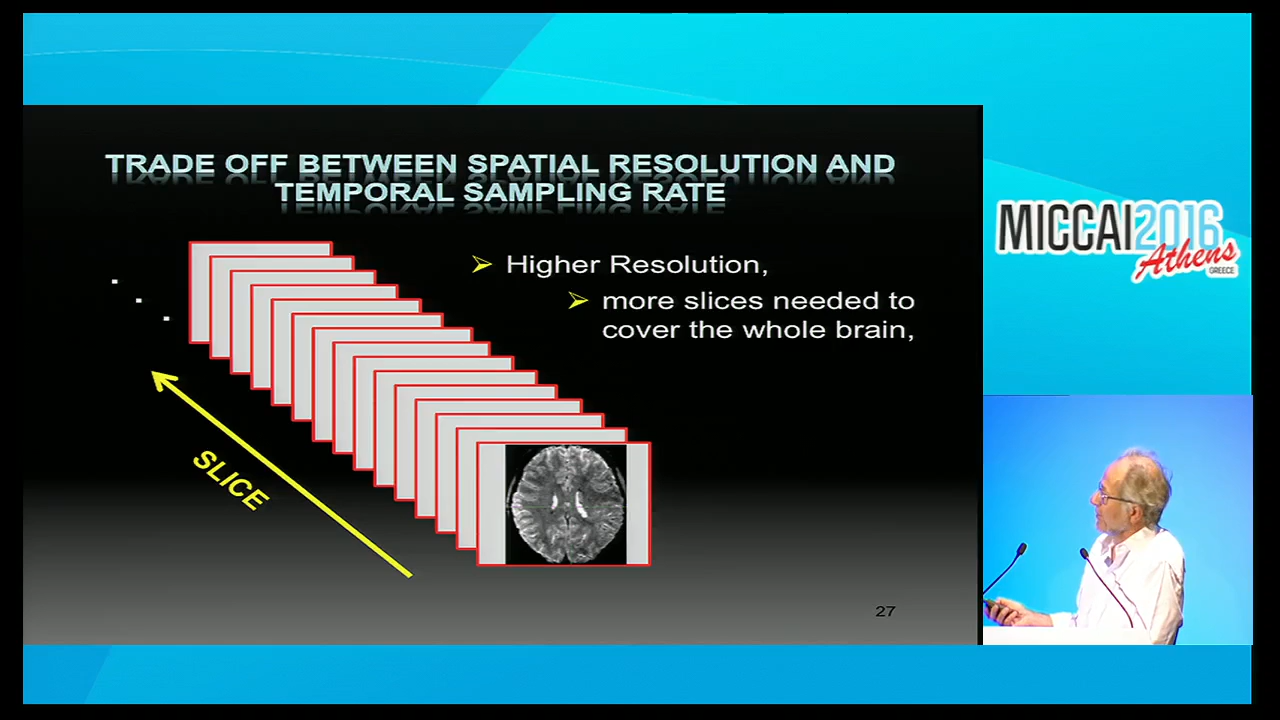 TRADE OFF BETWEEN SPATIAL RESOLUTION AND
TEMPORAL SAMPLING RATE
Higher Resolution,
more slices needed to
cover the whole brain,
SLICE
27
MICCAI2016
Athens
GREECE